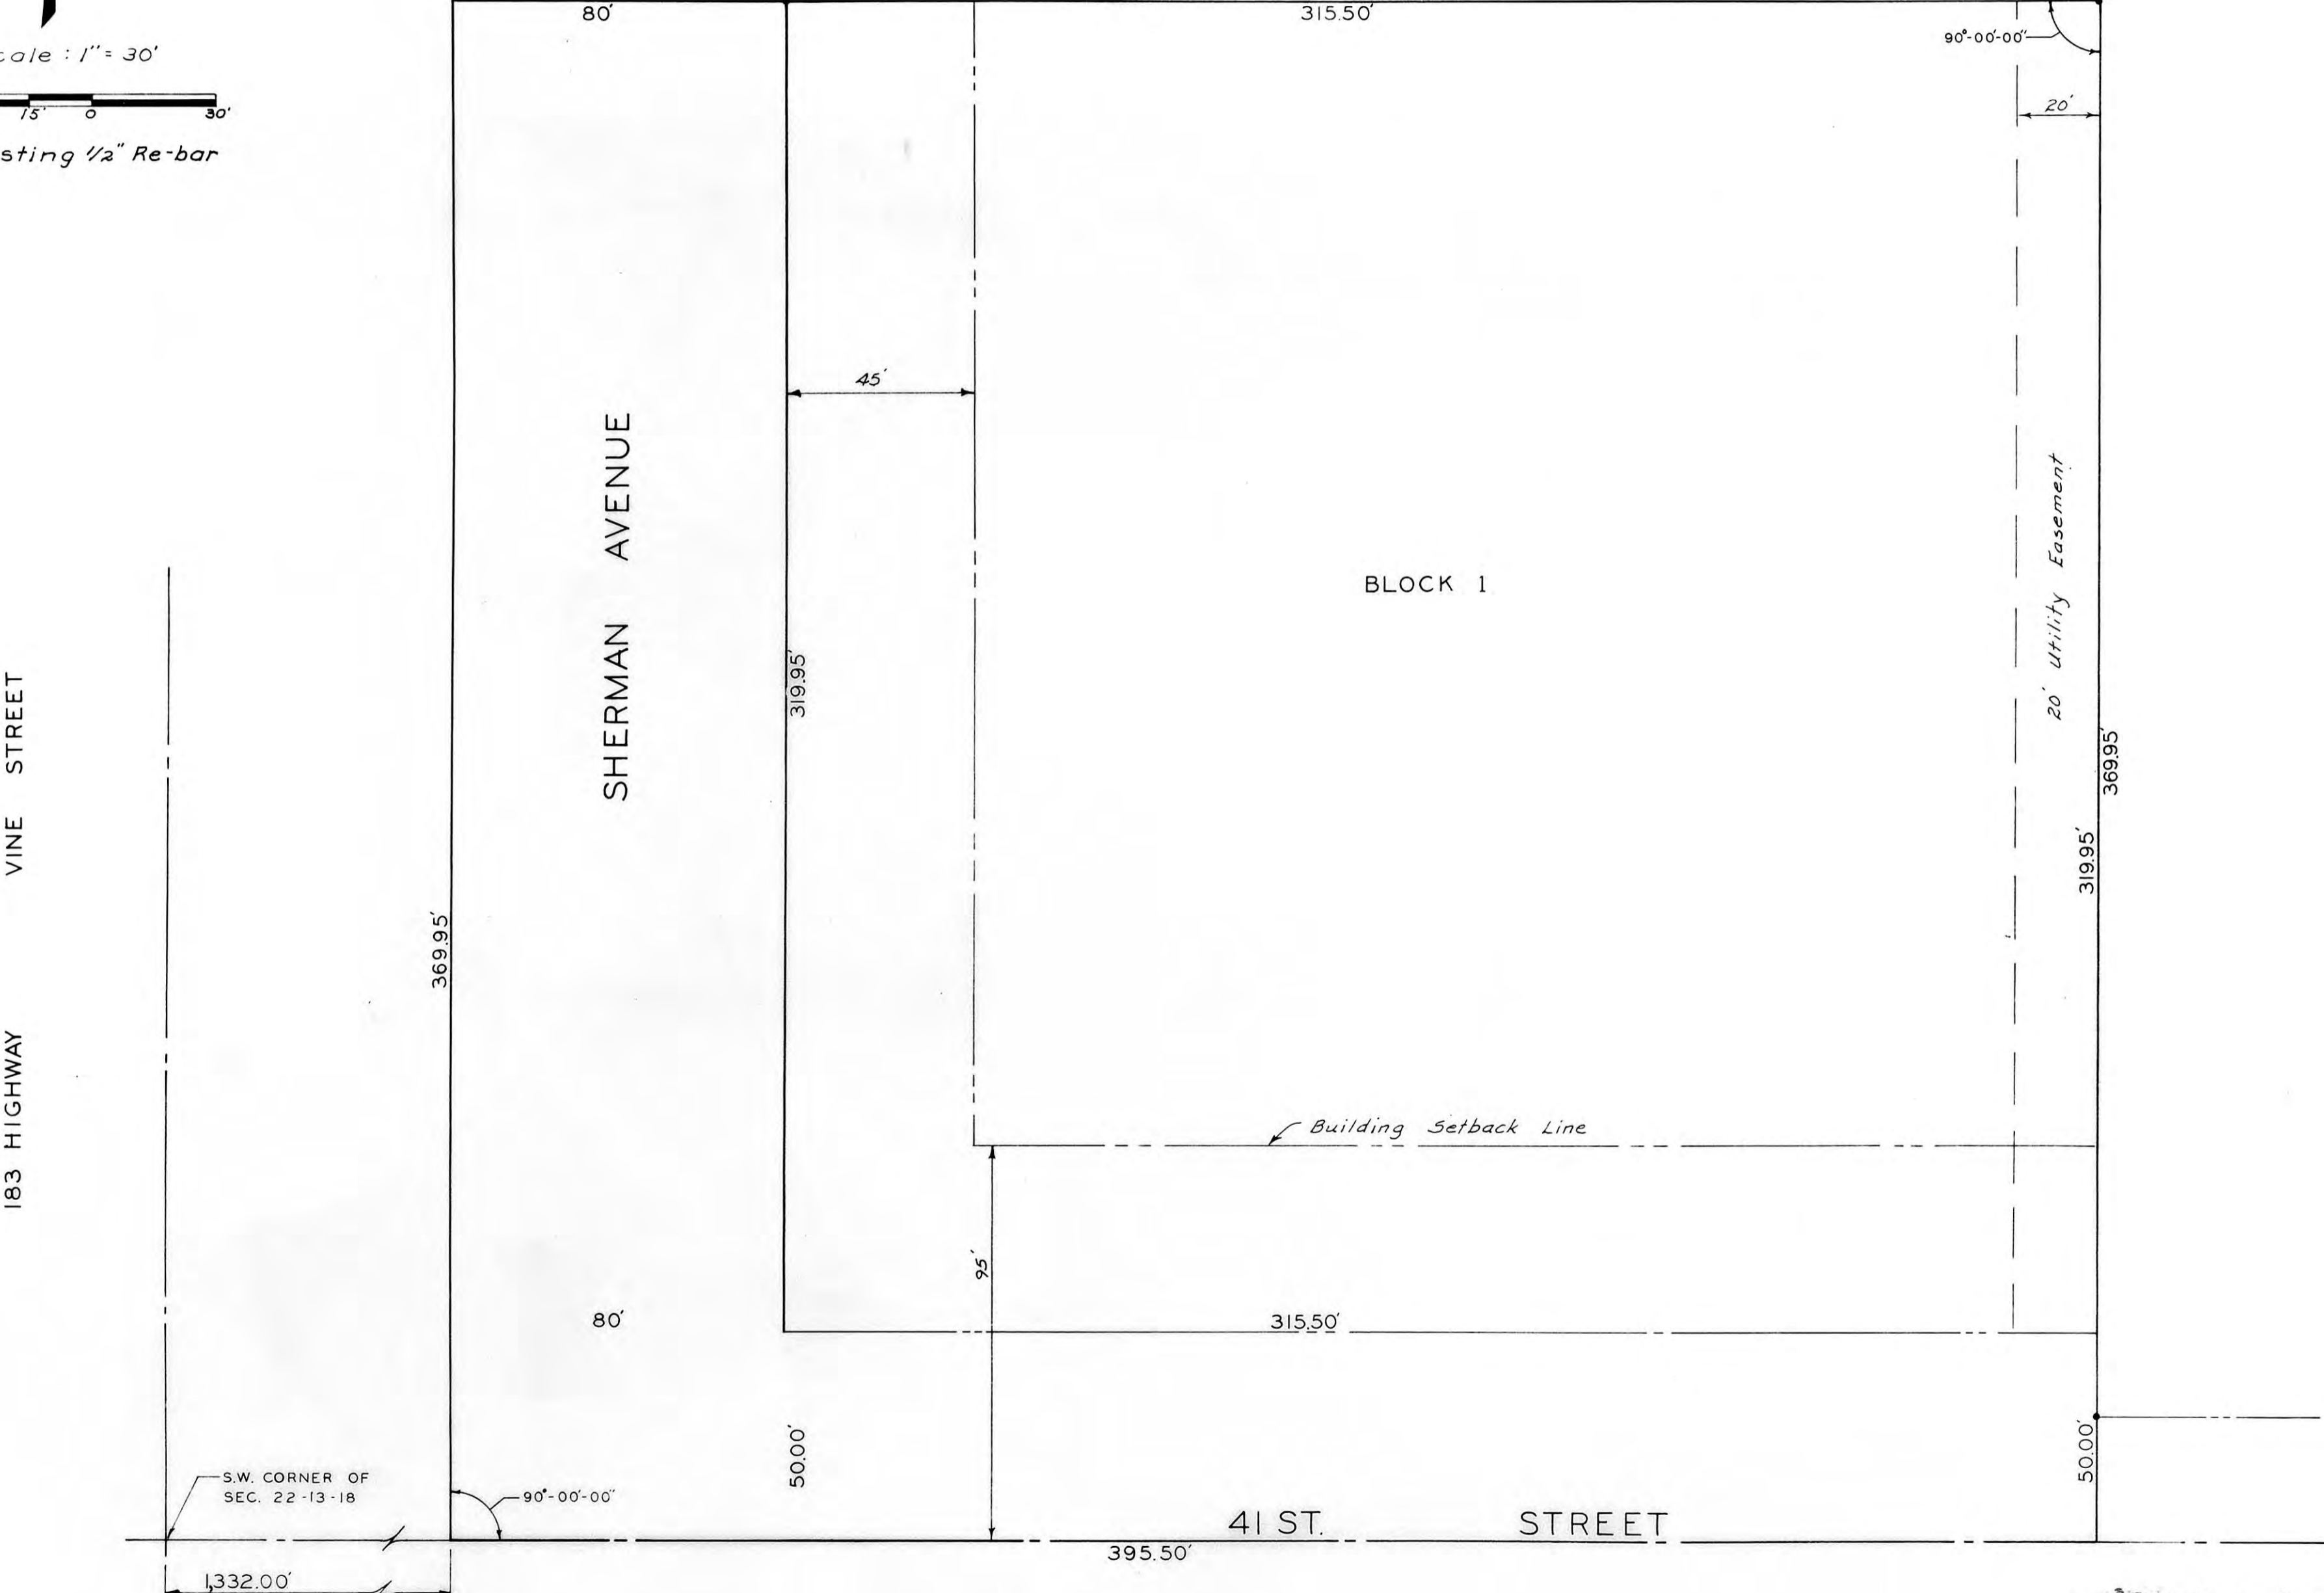 80'
315.50'
90°-00'-00"
cale : 1" = 30'
15' 0 30'
20'
sting 1/2" Re-bar
45'
SHERMAN AVENUE
BLOCK 1
20' Utility Easement
319.95'
369.95'
319.95'
VINE STREET
369.95'
183 HIGHWAY
Building Setback Line
95'
80'
315.50'
50.00'
50.00'
S.W. CORNER OF
SEC. 22-13-18
90°-00'-00"
41 ST. STREET
395.50'
1,332.00'